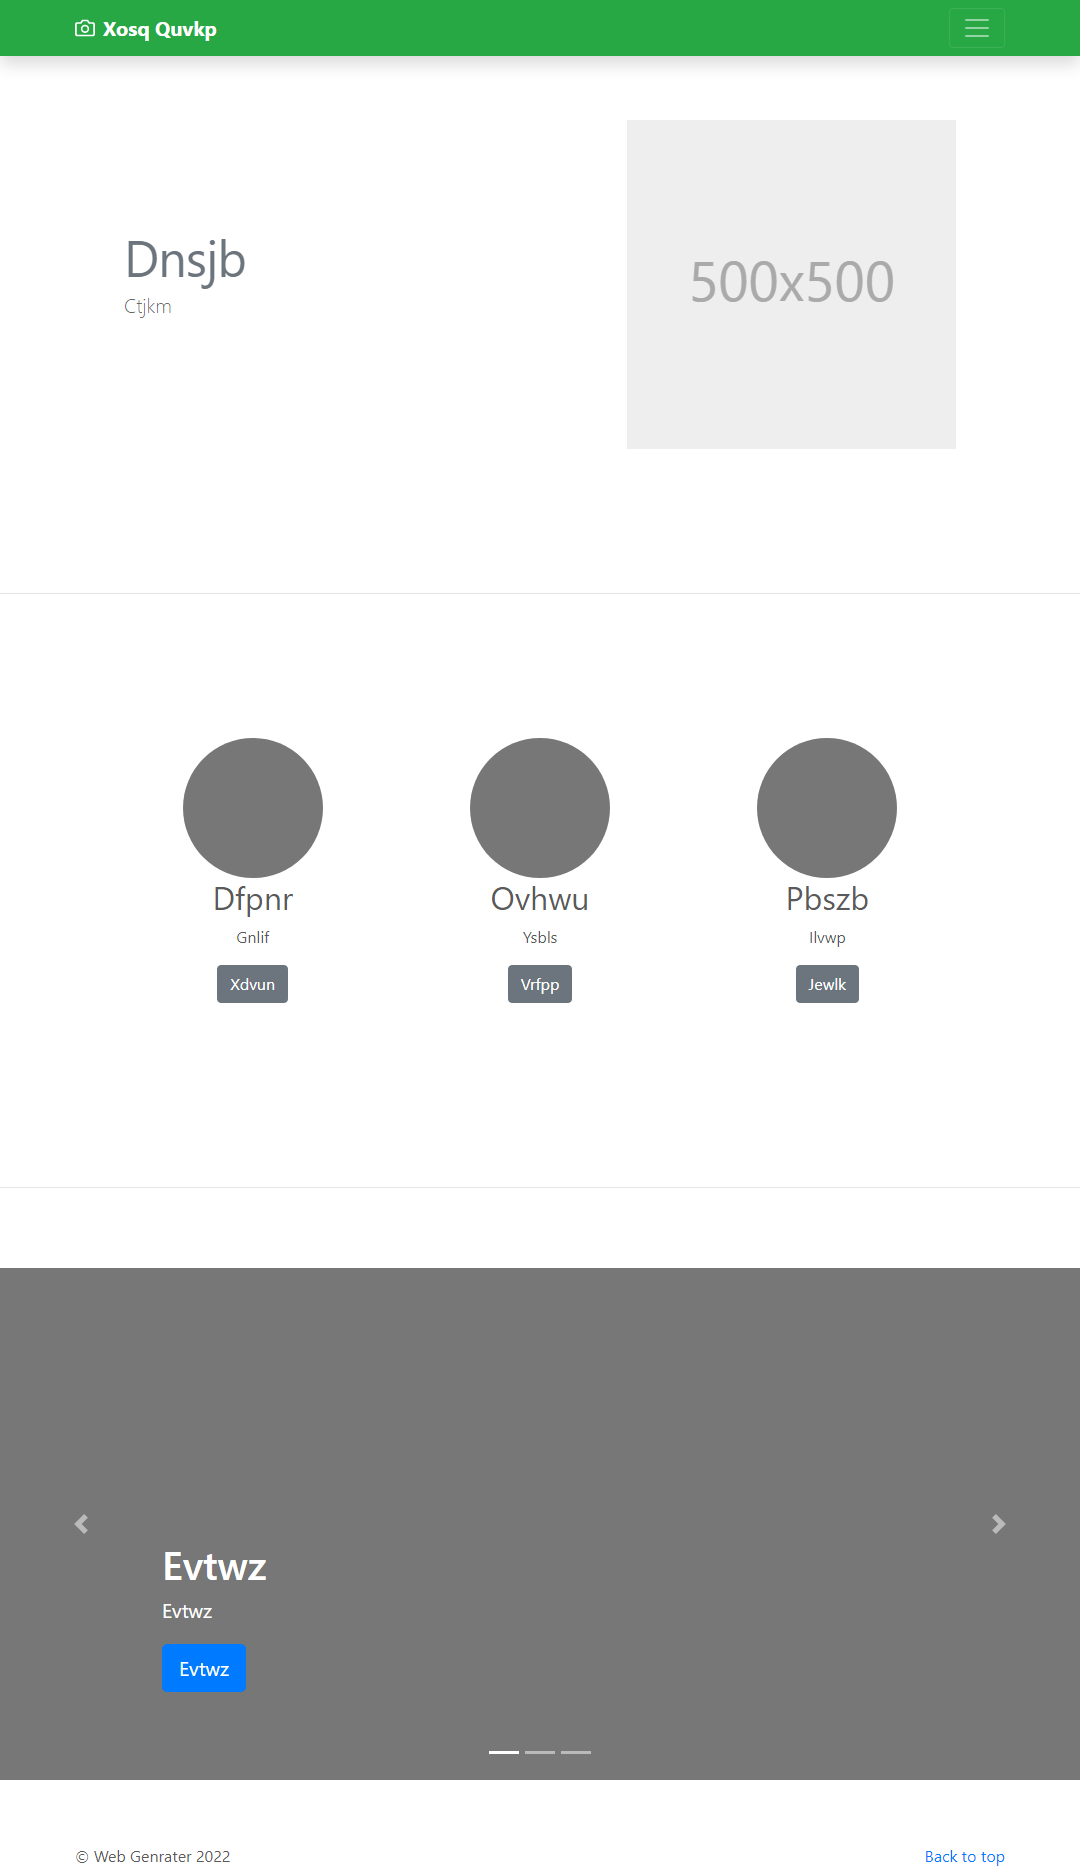 Xosq Quvkp
Dnsjb
Ctjkm
500x500
Dfpnr
Ovhwu
Pbszb
Gnlif
Ysbls
Ilvwp
Xdvun
Vrfpp
Jewlk
Evtwz
Evtwz
Evtwz
© Web Genrater 2022
Back to top